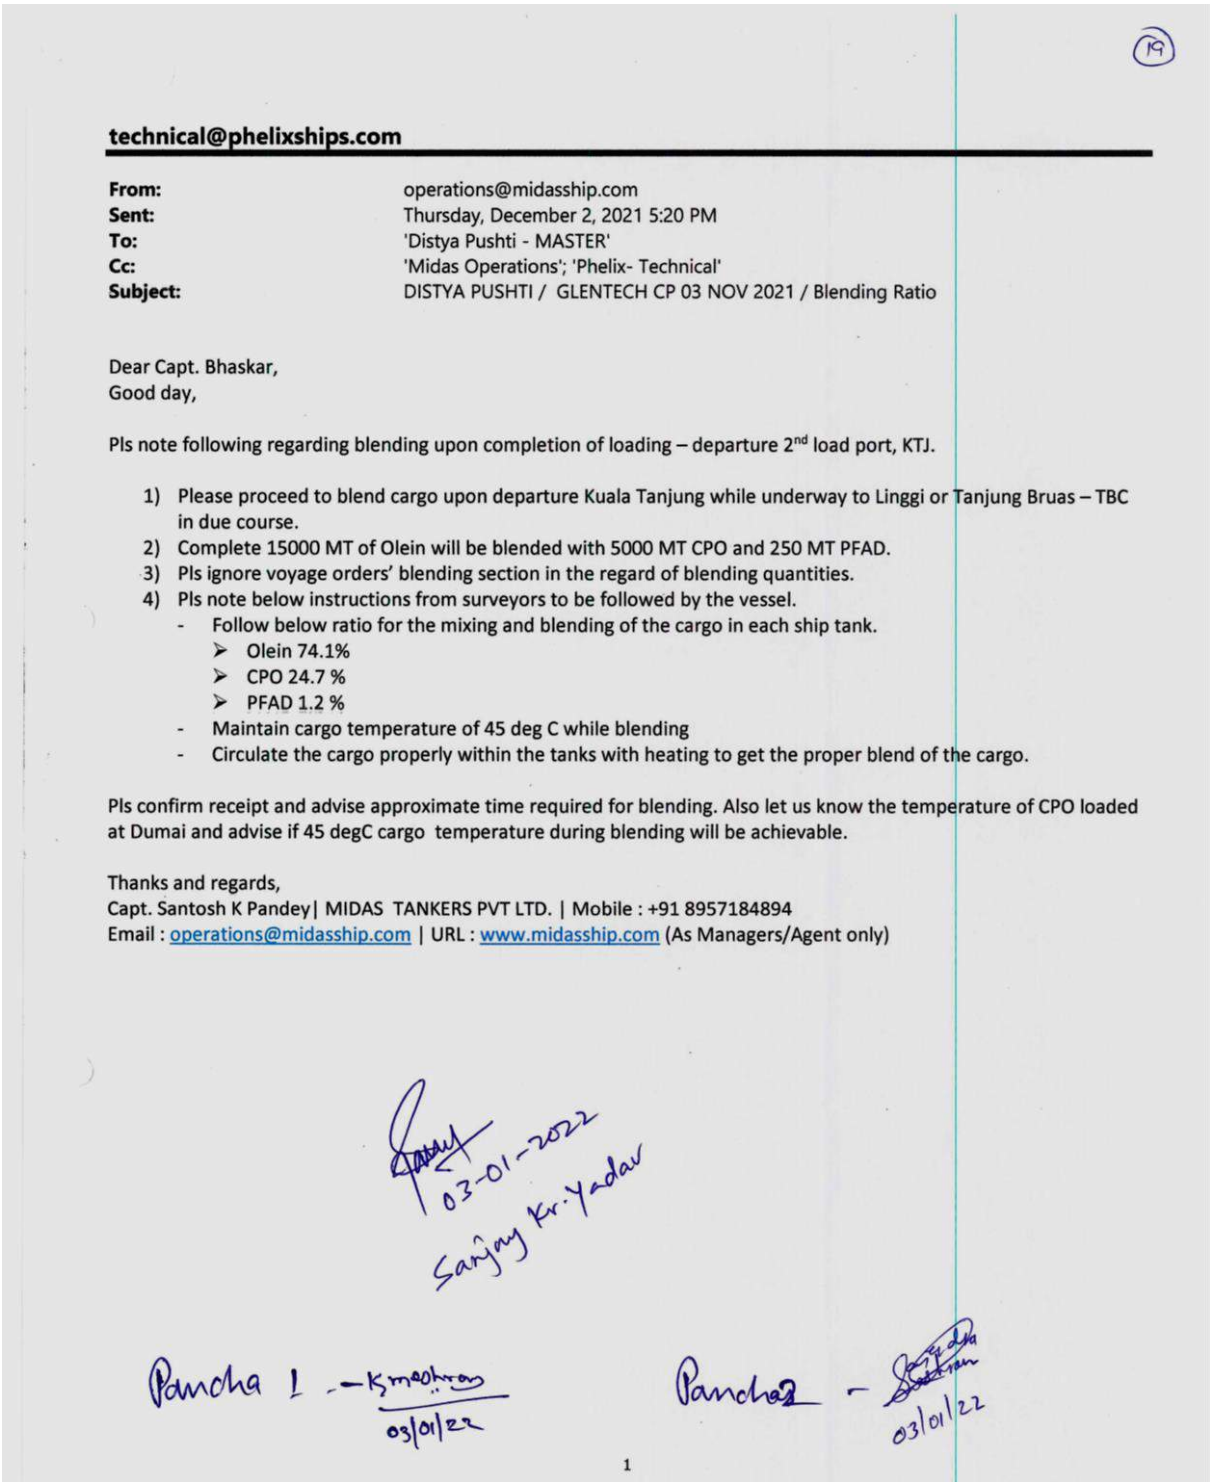 19
technical@phelixships.com
From: operations@midasship.com
Sent: Thursday, December 2, 2021 5:20 PM
To: 'Distya Pushti - MASTER'
Cc: 'Midas Operations'; 'Phelix- Technical'
Subject: DISTYA PUSHTI / GLENTECH CP 03 NOV 2021 / Blending Ratio
Dear Capt. Bhaskar,
Good day,
Pls note following regarding blending upon completion of loading – departure 2nd load port, KTJ.
1) Please proceed to blend cargo upon departure Kuala Tanjung while underway to Linggi or Tanjung Bruas – TBC
in due course.
2) Complete 15000 MT of Olein will be blended with 5000 MT CPO and 250 MT PFAD.
3) Pls ignore voyage orders' blending section in the regard of blending quantities.
4) Pls note below instructions from surveyors to be followed by the vessel.
- Follow below ratio for the mixing and blending of the cargo in each ship tank.
➢ Olein 74.1%
➢ CPO 24.7 %
➢ PFAD 1.2 %
- Maintain cargo temperature of 45 deg C while blending
- Circulate the cargo properly within the tanks with heating to get the proper blend of the cargo.
Pls confirm receipt and advise approximate time required for blending. Also let us know the temperature of CPO loaded
at Dumai and advise if 45 degC cargo temperature during blending will be achievable.
Thanks and regards,
Capt. Santosh K Pandey| MIDAS TANKERS PVT LTD. | Mobile : +91 8957184894
Email : operations@midasship.com | URL : www.midasship.com (As Managers/Agent only)
03-01-2022
Sanjay Kr. Yadav
Pancha 1 -
03/01/22
Pancha2 -
03/01/22
1